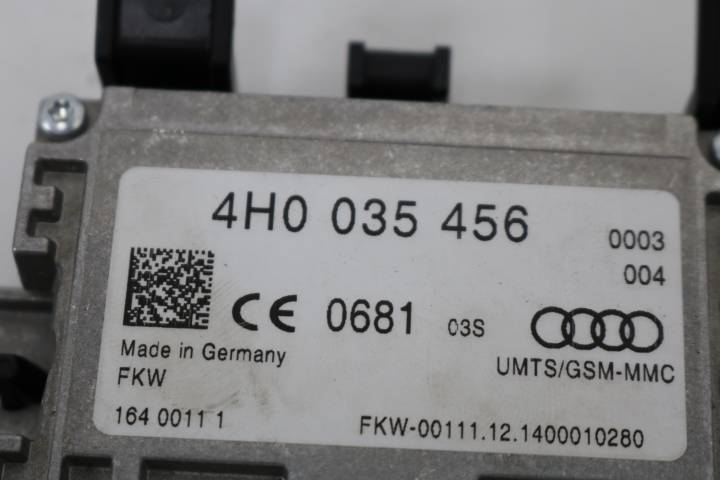 4H0 035 456
0003
004
CE 0681 03S
UMTS/GSM-MMC
Made in Germany
FKW
164 0011 1
FKW-00111.12.1400010280